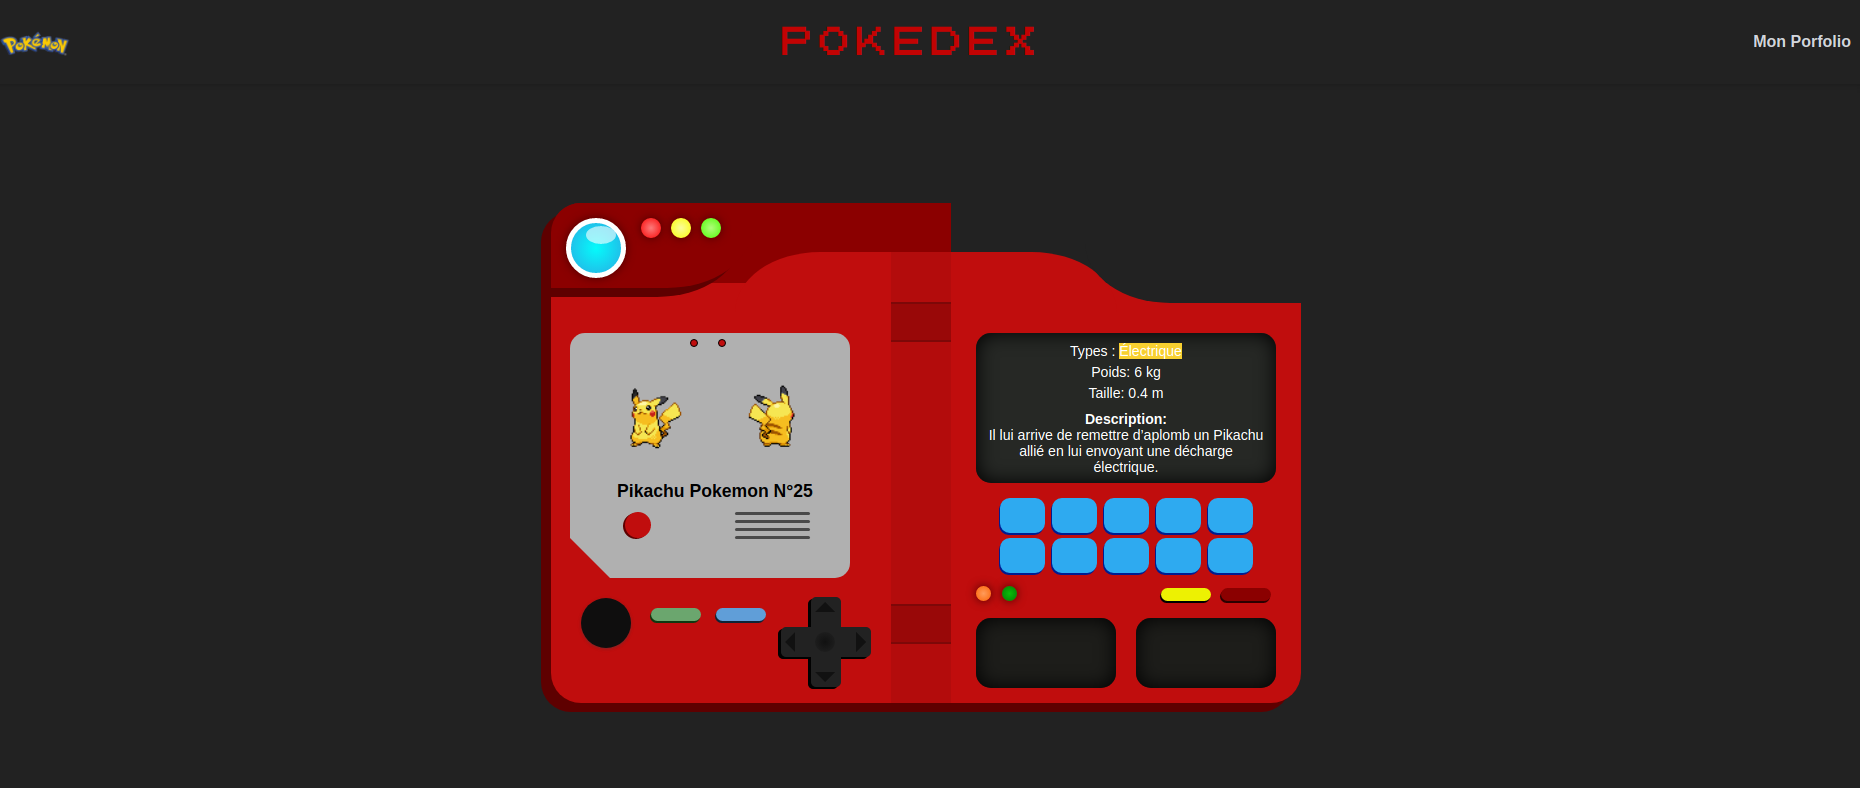 Pokémon
POKEDEX
Mon Porfolio
Pikachu Pokemon N°25
Types : Électrique
Poids: 6 kg
Taille: 0.4 m
Description:
Il lui arrive de remettre d’aplomb un Pikachu
allié en lui envoyant une décharge
électrique.